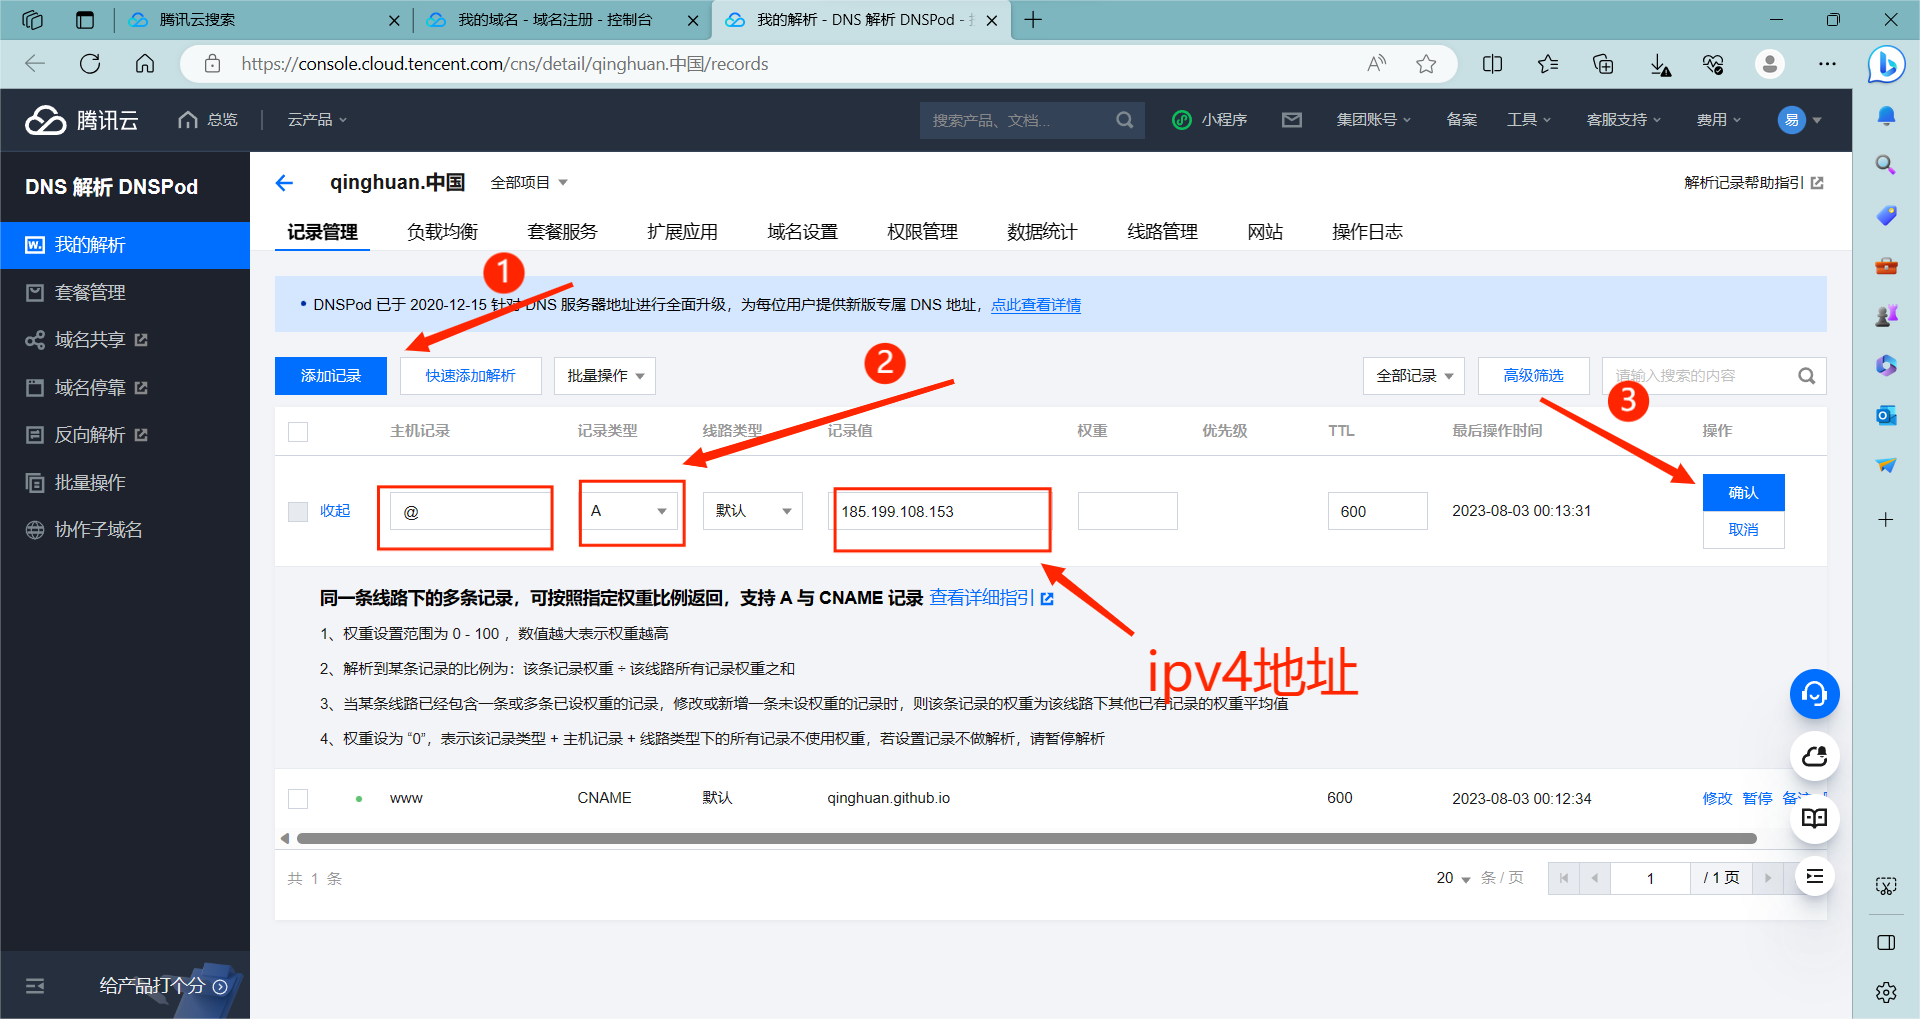 腾讯云搜索
我的域名 - 域名注册 - 控制台
我的解析 - DNS 解析 DNSPod -
https://console.cloud.tencent.com/cns/detail/qinghuan.中国/records
腾讯云
总览
云产品
搜索产品、文档...
小程序
集团账号
备案
工具
客服支持
费用
易
DNS 解析 DNSPod
我的解析
套餐管理
域名共享
域名停靠
反向解析
批量操作
协作子域名
给产品打个分
qinghuan.中国
全部项目
解析记录帮助指引
记录管理
负载均衡
套餐服务
扩展应用
域名设置
权限管理
数据统计
线路管理
网站
操作日志
1
• DNSPod 已于 2020-12-15 针对 DNS 服务器地址进行全面升级，为每位用户提供新版专属 DNS 地址，点此查看详情
2
添加记录
快速添加解析
批量操作
全部记录
高级筛选
请输入搜索的内容
3
主机记录
记录类型
线路类型
记录值
权重
优先级
TTL
最后操作时间
操作
收起
@
A
默认
185.199.108.153
600
2023-08-03 00:13:31
确认
取消
同一条线路下的多条记录，可按照指定权重比例返回，支持 A 与 CNAME 记录 查看详细指引
1、权重设置范围为 0 - 100 ，数值越大表示权重越高
2、解析到某条记录的比例为：该条记录权重 ÷ 该线路所有记录权重之和
ipv4地址
3、当某条线路已经包含一条或多条已设权重的记录，修改或新增一条未设权重的记录时，则该条记录的权重为该线路下其他已有记录的权重平均值
4、权重设为 “0”，表示该记录类型 + 主机记录 + 线路类型下的所有记录不使用权重，若设置记录不做解析，请暂停解析
www
CNAME
默认
qinghuan.github.io
600
2023-08-03 00:12:34
修改 暂停 备注
共 1 条
20 条 / 页
1
/ 1 页